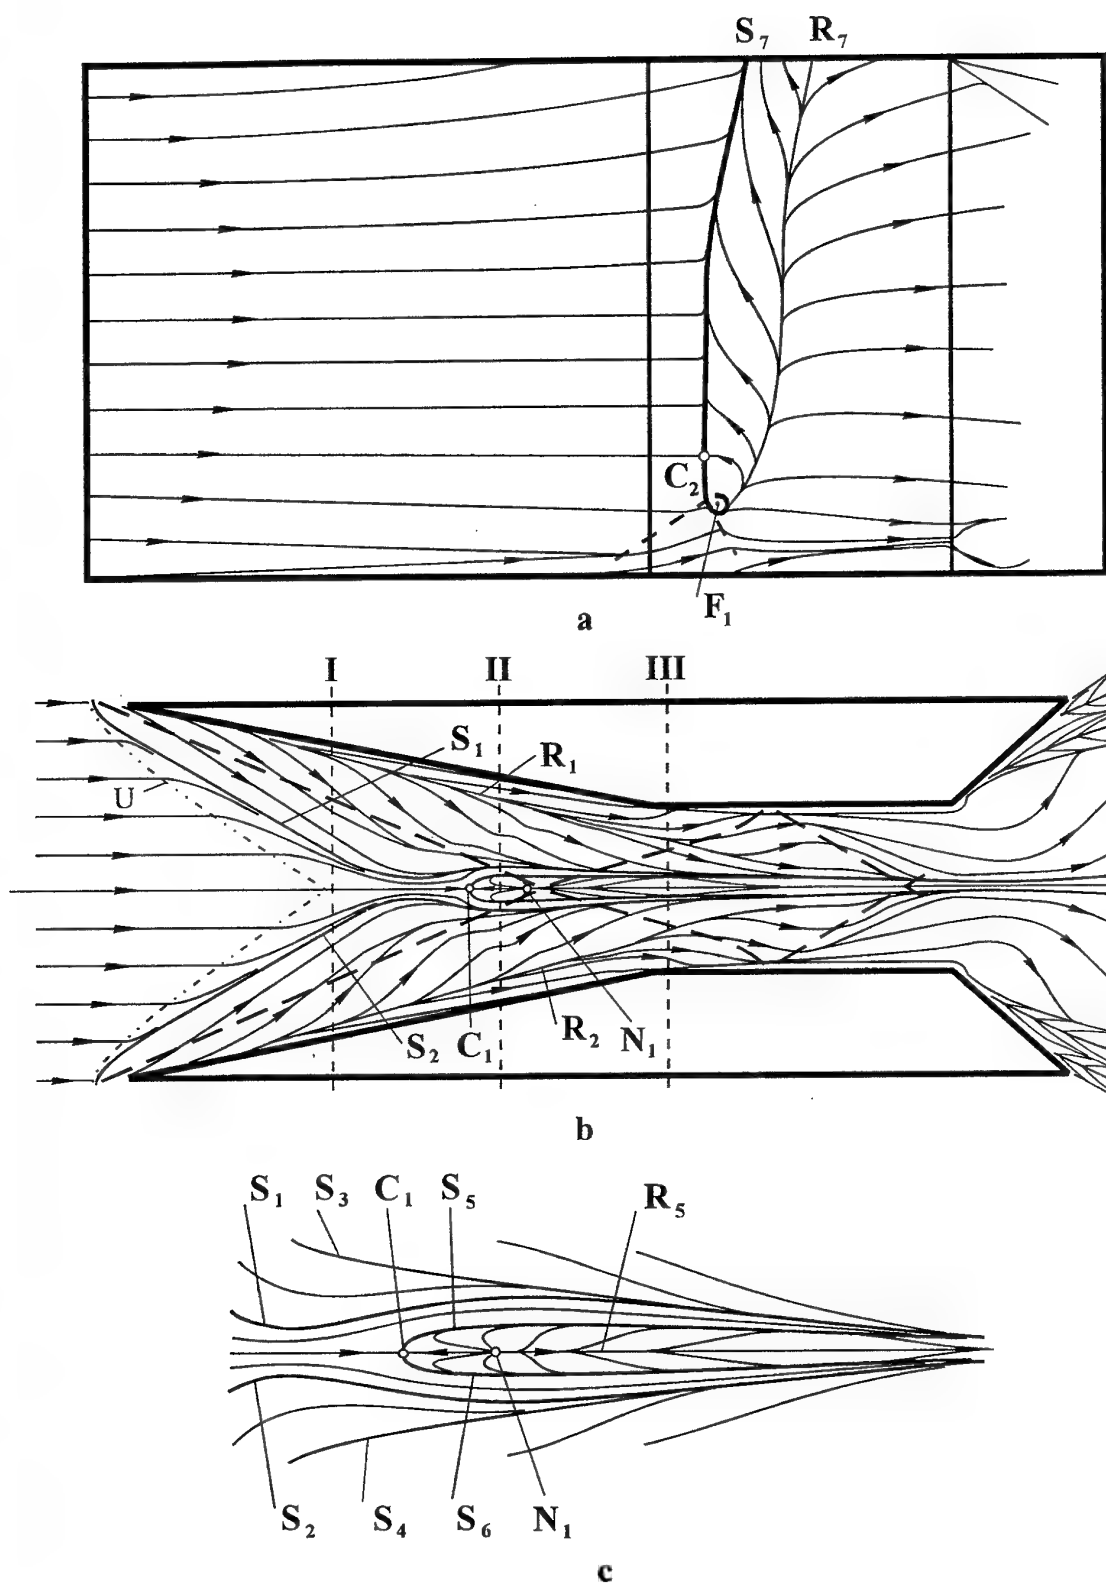 S₇ R₇
C₂
F₁
a
I II III
S₁ R₁
U
S₂ C₁ R₂ N₁
b
S₁ S₃ C₁ S₅ R₅
S₂ S₄ S₆ N₁
c